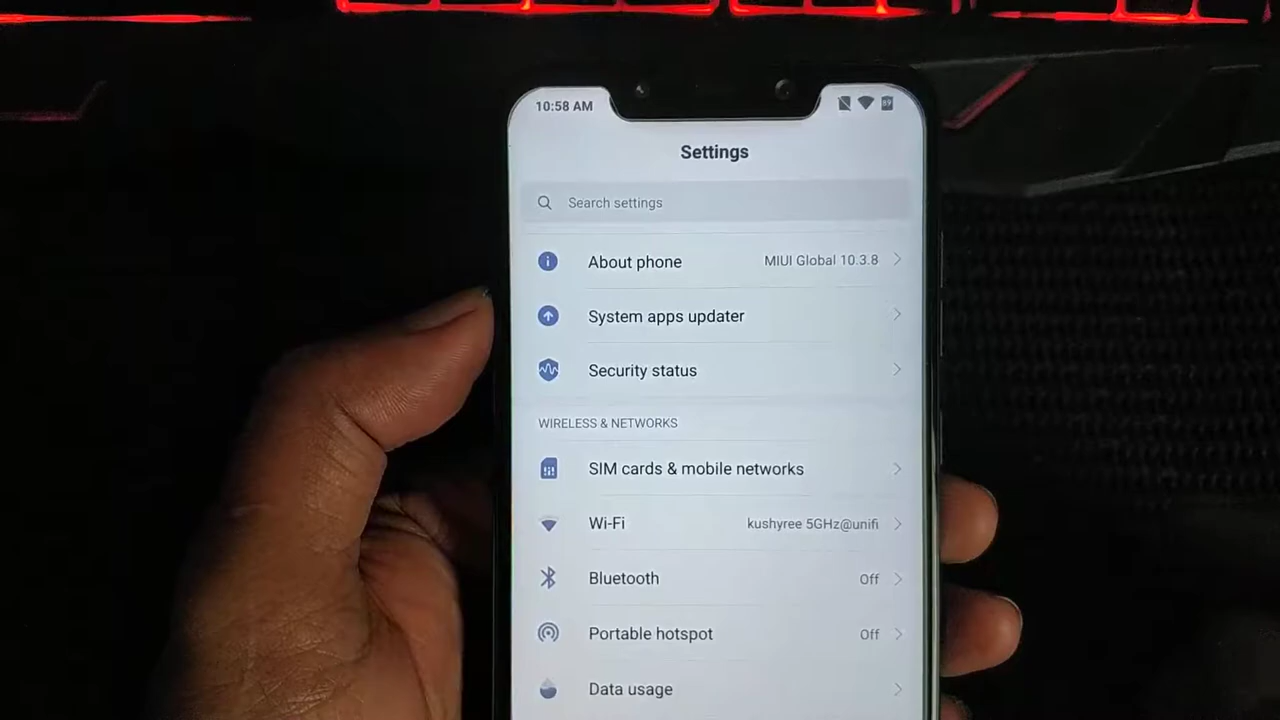 10:58 AM
Settings
Search settings
About phone MIUI Global 10.3.8
System apps updater
Security status
WIRELESS & NETWORKS
SIM cards & mobile networks
Wi-Fi kushyree 5GHz@unifi
Bluetooth Off
Portable hotspot Off
Data usage